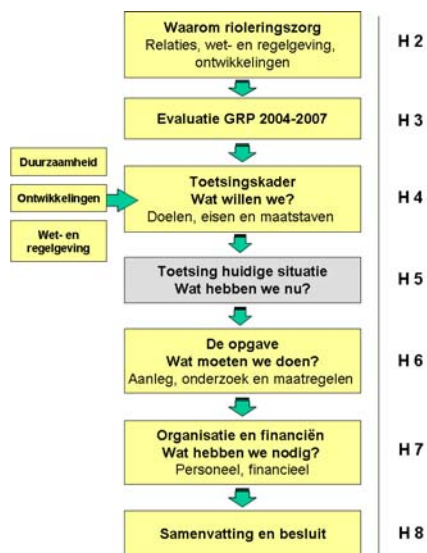 Waarom rioleringszorg
Relaties, wet- en regelgeving,
ontwikkelingen
H 2
Evaluatie GRP 2004-2007
H 3
Duurzaamheid
Ontwikkelingen
Wet- en
regelgeving
Toetsingskader
Wat willen we?
Doelen, eisen en maatstaven
H 4
Toetsing huidige situatie
Wat hebben we nu?
H 5
De opgave
Wat moeten we doen?
Aanleg, onderzoek en maatregelen
H 6
Organisatie en financiën
Wat hebben we nodig?
Personeel, financieel
H 7
Samenvatting en besluit
H 8